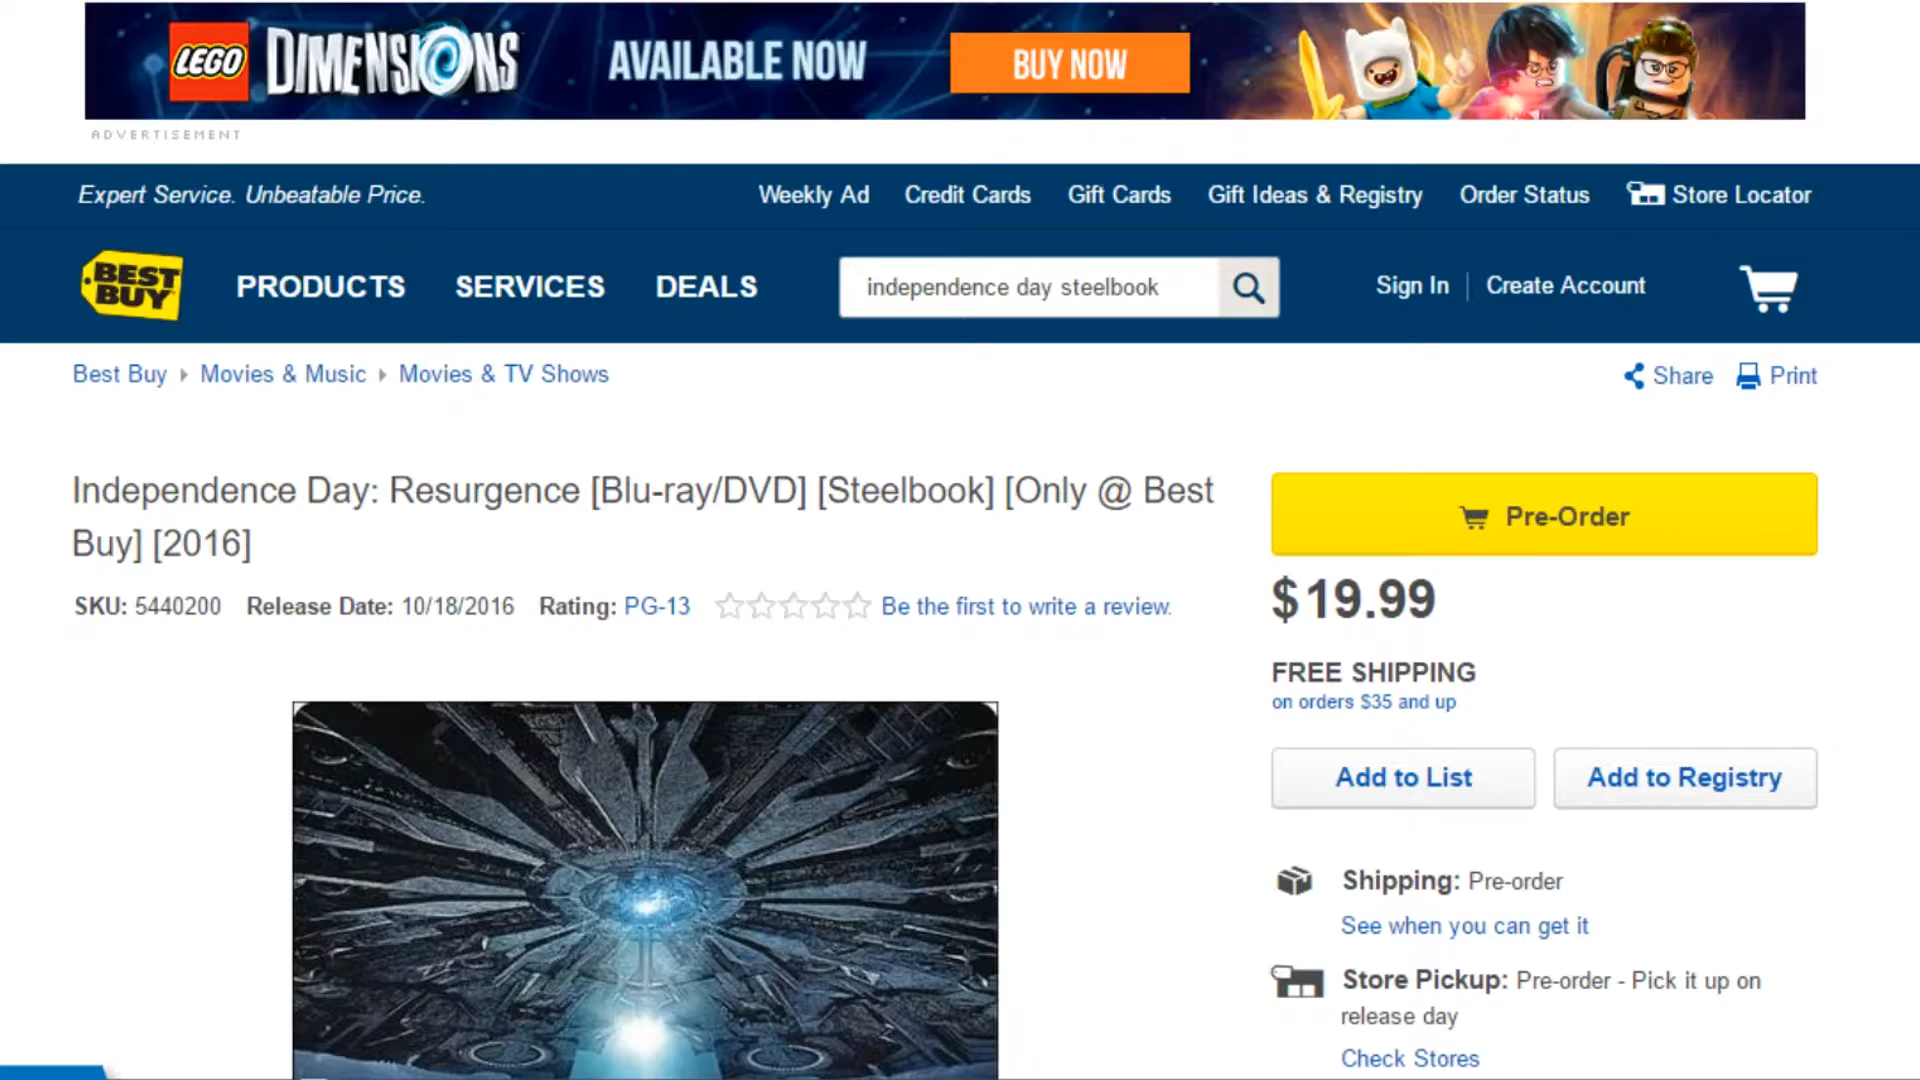 LEGO DIMENSIONS AVAILABLE NOW BUY NOW
ADVERTISEMENT
Expert Service. Unbeatable Price. Weekly Ad Credit Cards Gift Cards Gift Ideas & Registry Order Status Store Locator
BEST BUY PRODUCTS SERVICES DEALS independence day steelbook Sign In Create Account
Best Buy Movies & Music Movies & TV Shows Share Print
Independence Day: Resurgence [Blu-ray/DVD] [Steelbook] [Only @ Best
Buy] [2016]
SKU: 5440200 Release Date: 10/18/2016 Rating: PG-13 Be the first to write a review.
Pre-Order
$19.99
FREE SHIPPING
on orders $35 and up
Add to List Add to Registry
Shipping: Pre-order
See when you can get it
Store Pickup: Pre-order - Pick it up on
release day
Check Stores